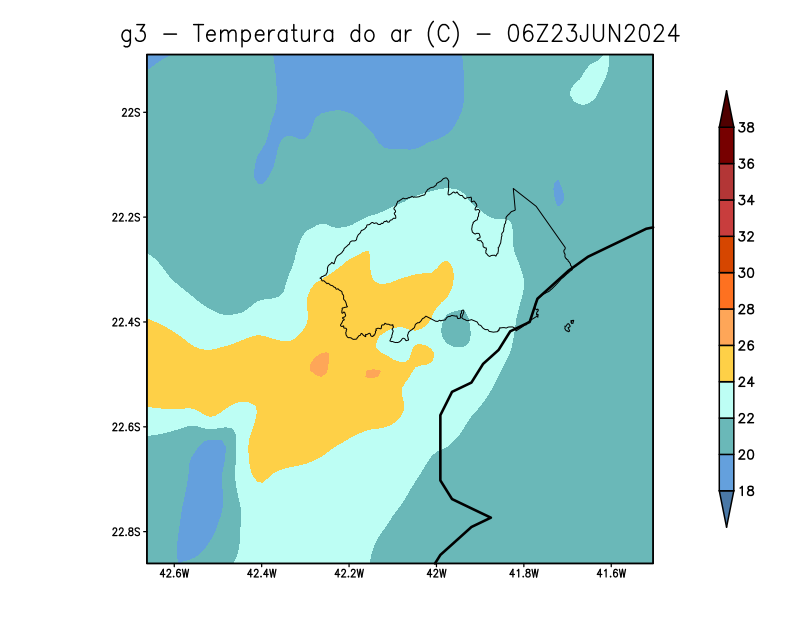 g3 - Temperatura do ar (C) - 06Z23JUN2024
22S
22.2S
22.4S
22.6S
22.8S
42.6W
42.4W
42.2W
42W
41.8W
41.6W
38
36
34
32
30
28
26
24
22
20
18